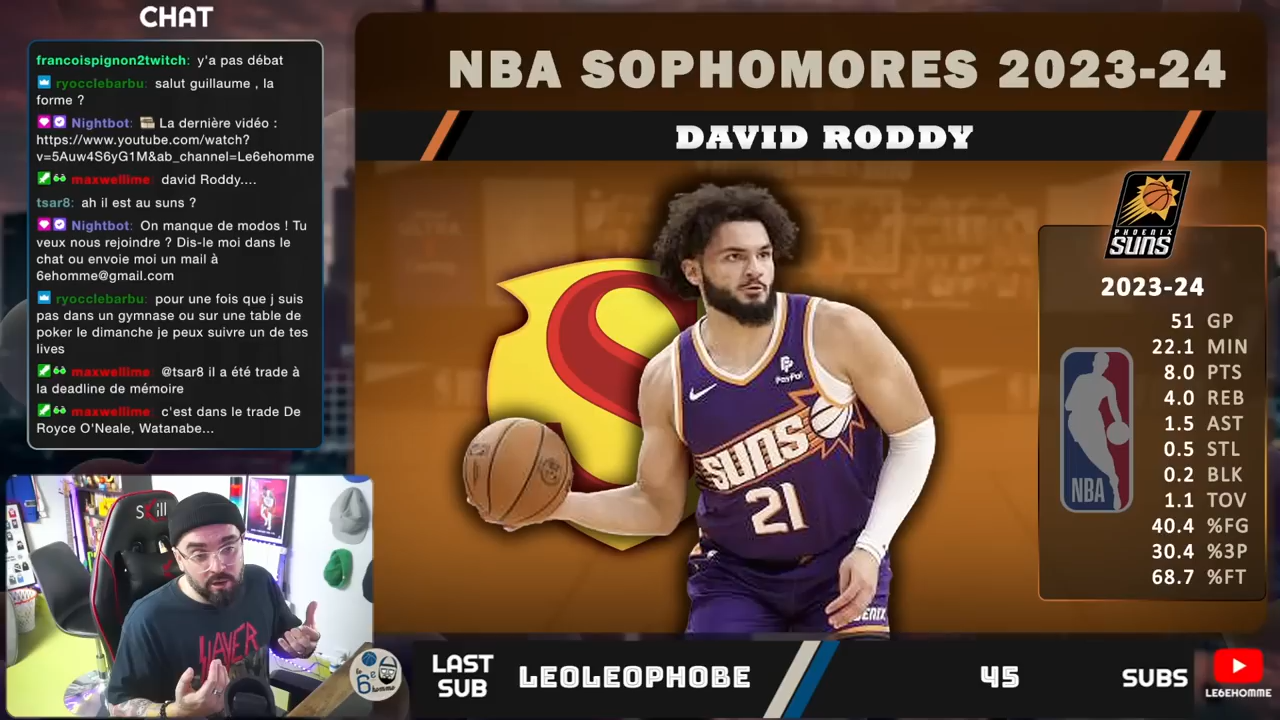 CHAT
francoispignon2twitch: y'a pas débat
ryocclebarbu: salut guillaume , la
forme ?
Nightbot: La dernière vidéo :
https://www.youtube.com/watch?
v=5Auw4S6yG1M&ab_channel=Le6ehomme
maxwellime: david Roddy....
tsar8: ah il est au suns ?
Nightbot: On manque de modos ! Tu
veux nous rejoindre ? Dis-le moi dans le
chat ou envoie moi un mail à
6ehomme@gmail.com
ryocclebarbu: pour une fois que j suis
pas dans un gymnase ou sur une table de
poker le dimanche je peux suivre un de tes
lives
maxwellime: @tsar8 il a été trade à
la deadline de mémoire
maxwellime: c'est dans le trade De
Royce O'Neale, Watanabe...
NBA SOPHOMORES 2023-24
DAVID RODDY
PHOENIX
SUNS
2023-24
51 GP
22.1 MIN
8.0 PTS
4.0 REB
1.5 AST
0.5 STL
0.2 BLK
1.1 TOV
40.4 %FG
30.4 %3P
68.7 %FT
NBA
PayPal
SUNS
21
Skill
SLAYER
le 6e homme
LAST
SUB
LEOLEOPHOBE
45
SUBS
LE6EHOMME